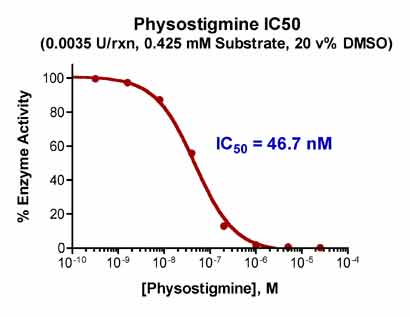 Physostigmine IC50
(0.0035 U/rxn, 0.425 mM Substrate, 20 v% DMSO)
100
80
60
40
20
0
% Enzyme Activity
IC50 = 46.7 nM
10-10 10-9 10-8 10-7 10-6 10-5 10-4
[Physostigmine], M